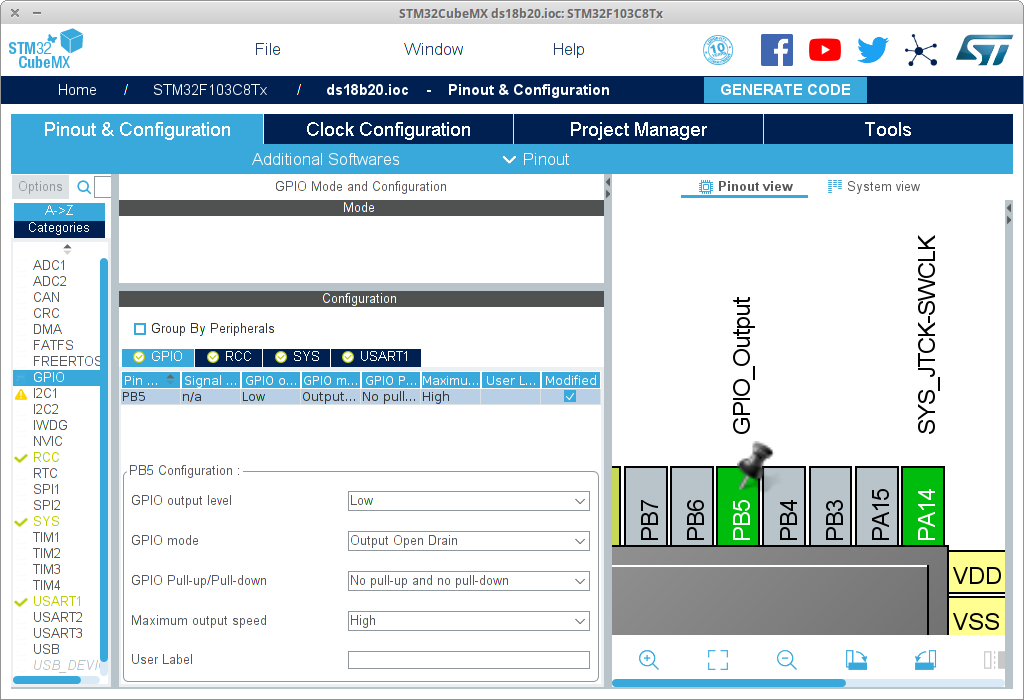 STM32CubeMX ds18b20.ioc: STM32F103C8Tx
STM32
CubeMX
File
Window
Help
10
ST
Home / STM32F103C8Tx / ds18b20.ioc - Pinout & Configuration
GENERATE CODE
Pinout & Configuration
Clock Configuration
Project Manager
Tools
Additional Softwares
Pinout
Options
A->Z
Categories
ADC1
ADC2
CAN
CRC
DMA
FATFS
FREERTOS
GPIO
I2C1
I2C2
IWDG
NVIC
RCC
RTC
SPI1
SPI2
SYS
TIM1
TIM2
TIM3
TIM4
USART1
USART2
USART3
USB
USB_DEVI
GPIO Mode and Configuration
Mode
Configuration
Group By Peripherals
GPIO RCC SYS USART1
Pin ... Signal ... GPIO o... GPIO m... GPIO P... Maximu... User L... Modified
PB5 n/a Low Output... No pull... High
PB5 Configuration :
GPIO output level Low
GPIO mode Output Open Drain
GPIO Pull-up/Pull-down No pull-up and no pull-down
Maximum output speed High
User Label
Pinout view
System view
GPIO_Output
SYS_JTCK-SWCLK
PB7
PB6
PB5
PB4
PB3
PA15
PA14
VDD
VSS